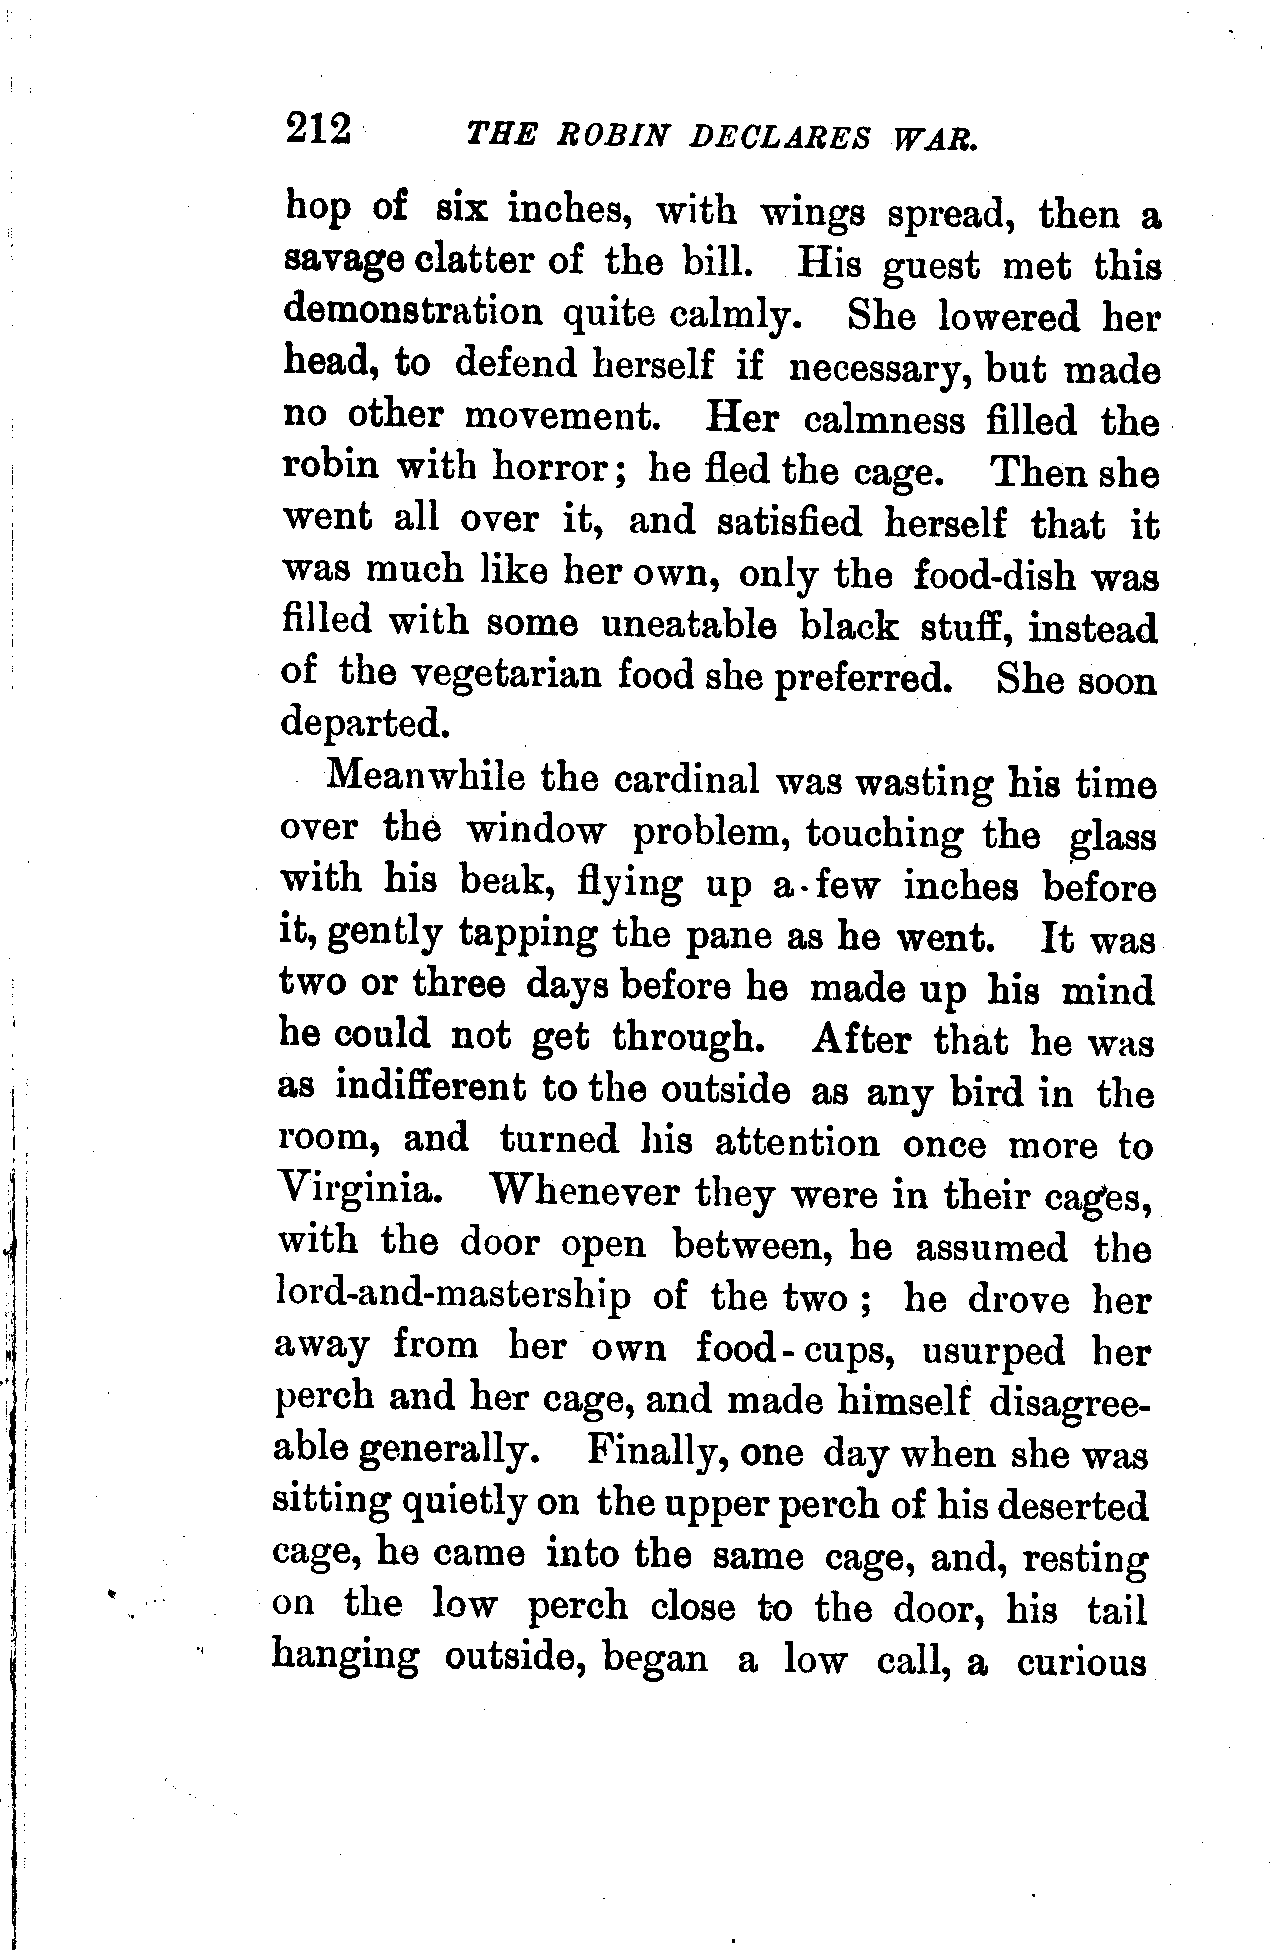 212 THE ROBIN DECLARES WAR.
hop of six inches, with wings spread, then a
savage clatter of the bill. His guest met this
demonstration quite calmly. She lowered her
head, to defend herself if necessary, but made
no other movement. Her calmness filled the
robin with horror; he fled the cage. Then she
went all over it, and satisfied herself that it
was much like her own, only the food-dish was
filled with some uneatable black stuff, instead
of the vegetarian food she preferred. She soon
departed.
Meanwhile the cardinal was wasting his time
over the window problem, touching the glass
with his beak, flying up a few inches before
it, gently tapping the pane as he went. It was
two or three days before he made up his mind
he could not get through. After that he was
as indifferent to the outside as any bird in the
room, and turned his attention once more to
Virginia. Whenever they were in their cages,
with the door open between, he assumed the
lord-and-mastership of the two ; he drove her
away from her own food-cups, usurped her
perch and her cage, and made himself disagree-
able generally. Finally, one day when she was
sitting quietly on the upper perch of his deserted
cage, he came into the same cage, and, resting
on the low perch close to the door, his tail
hanging outside, began a low call, a curious